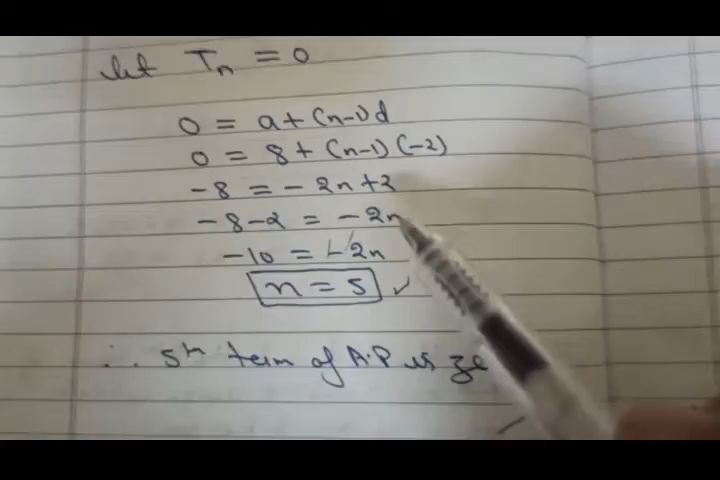 let Tn = 0
0 = a + (n-1)d
0 = 8 + (n-1) (-2)
-8 = - 2n + 2
-8 - 2 = - 2n
-10 = - 2n
n = 5 ✓
∴ 5th term of A.P is ze